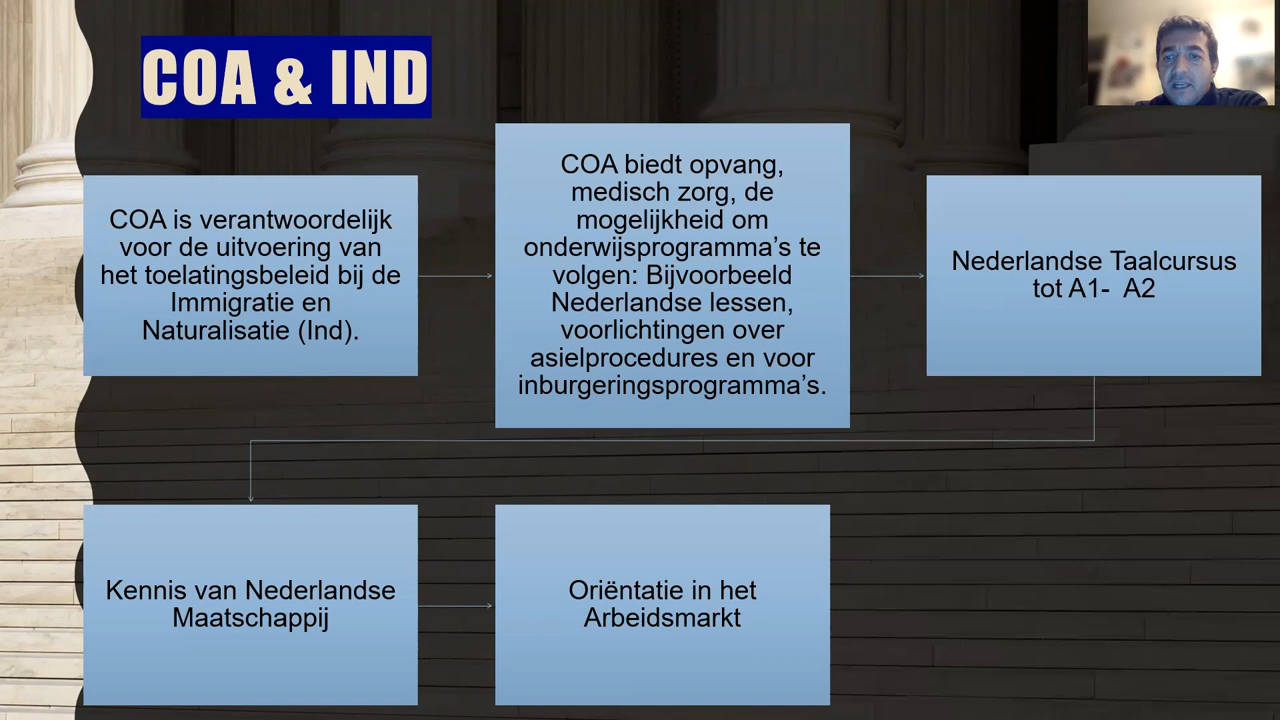 COA & IND
COA is verantwoordelijk
voor de uitvoering van
het toelatingsbeleid bij de
Immigratie en
Naturalisatie (Ind).
COA biedt opvang,
medisch zorg, de
mogelijkheid om
onderwijsprogramma’s te
volgen: Bijvoorbeeld
Nederlandse lessen,
voorlichtingen over
asielprocedures en voor
inburgeringsprogramma’s.
Nederlandse Taalcursus
tot A1-  A2
Kennis van Nederlandse
Maatschappij
Oriëntatie in het
Arbeidsmarkt